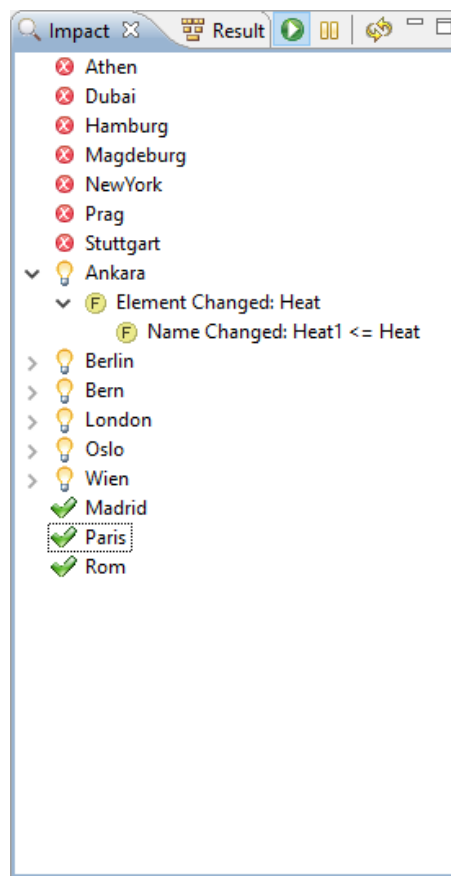 Impact Result
Athen
Dubai
Hamburg
Magdeburg
NewYork
Prag
Stuttgart
Ankara
F Element Changed: Heat
F Name Changed: Heat1 <= Heat
Berlin
Bern
London
Oslo
Wien
Madrid
Paris
Rom